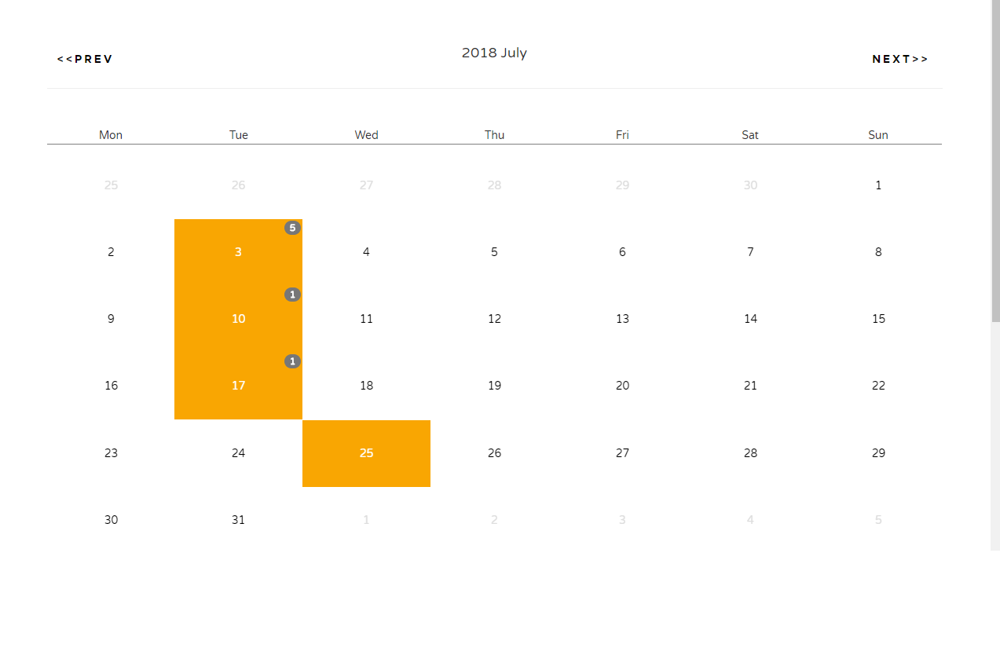 <<PREV 2018 July NEXT>>
Mon Tue Wed Thu Fri Sat Sun
25 26 27 28 29 30 1
5
2 3 4 5 6 7 8
1
9 10 11 12 13 14 15
1
16 17 18 19 20 21 22
23 24 25 26 27 28 29
30 31 1 2 3 4 5